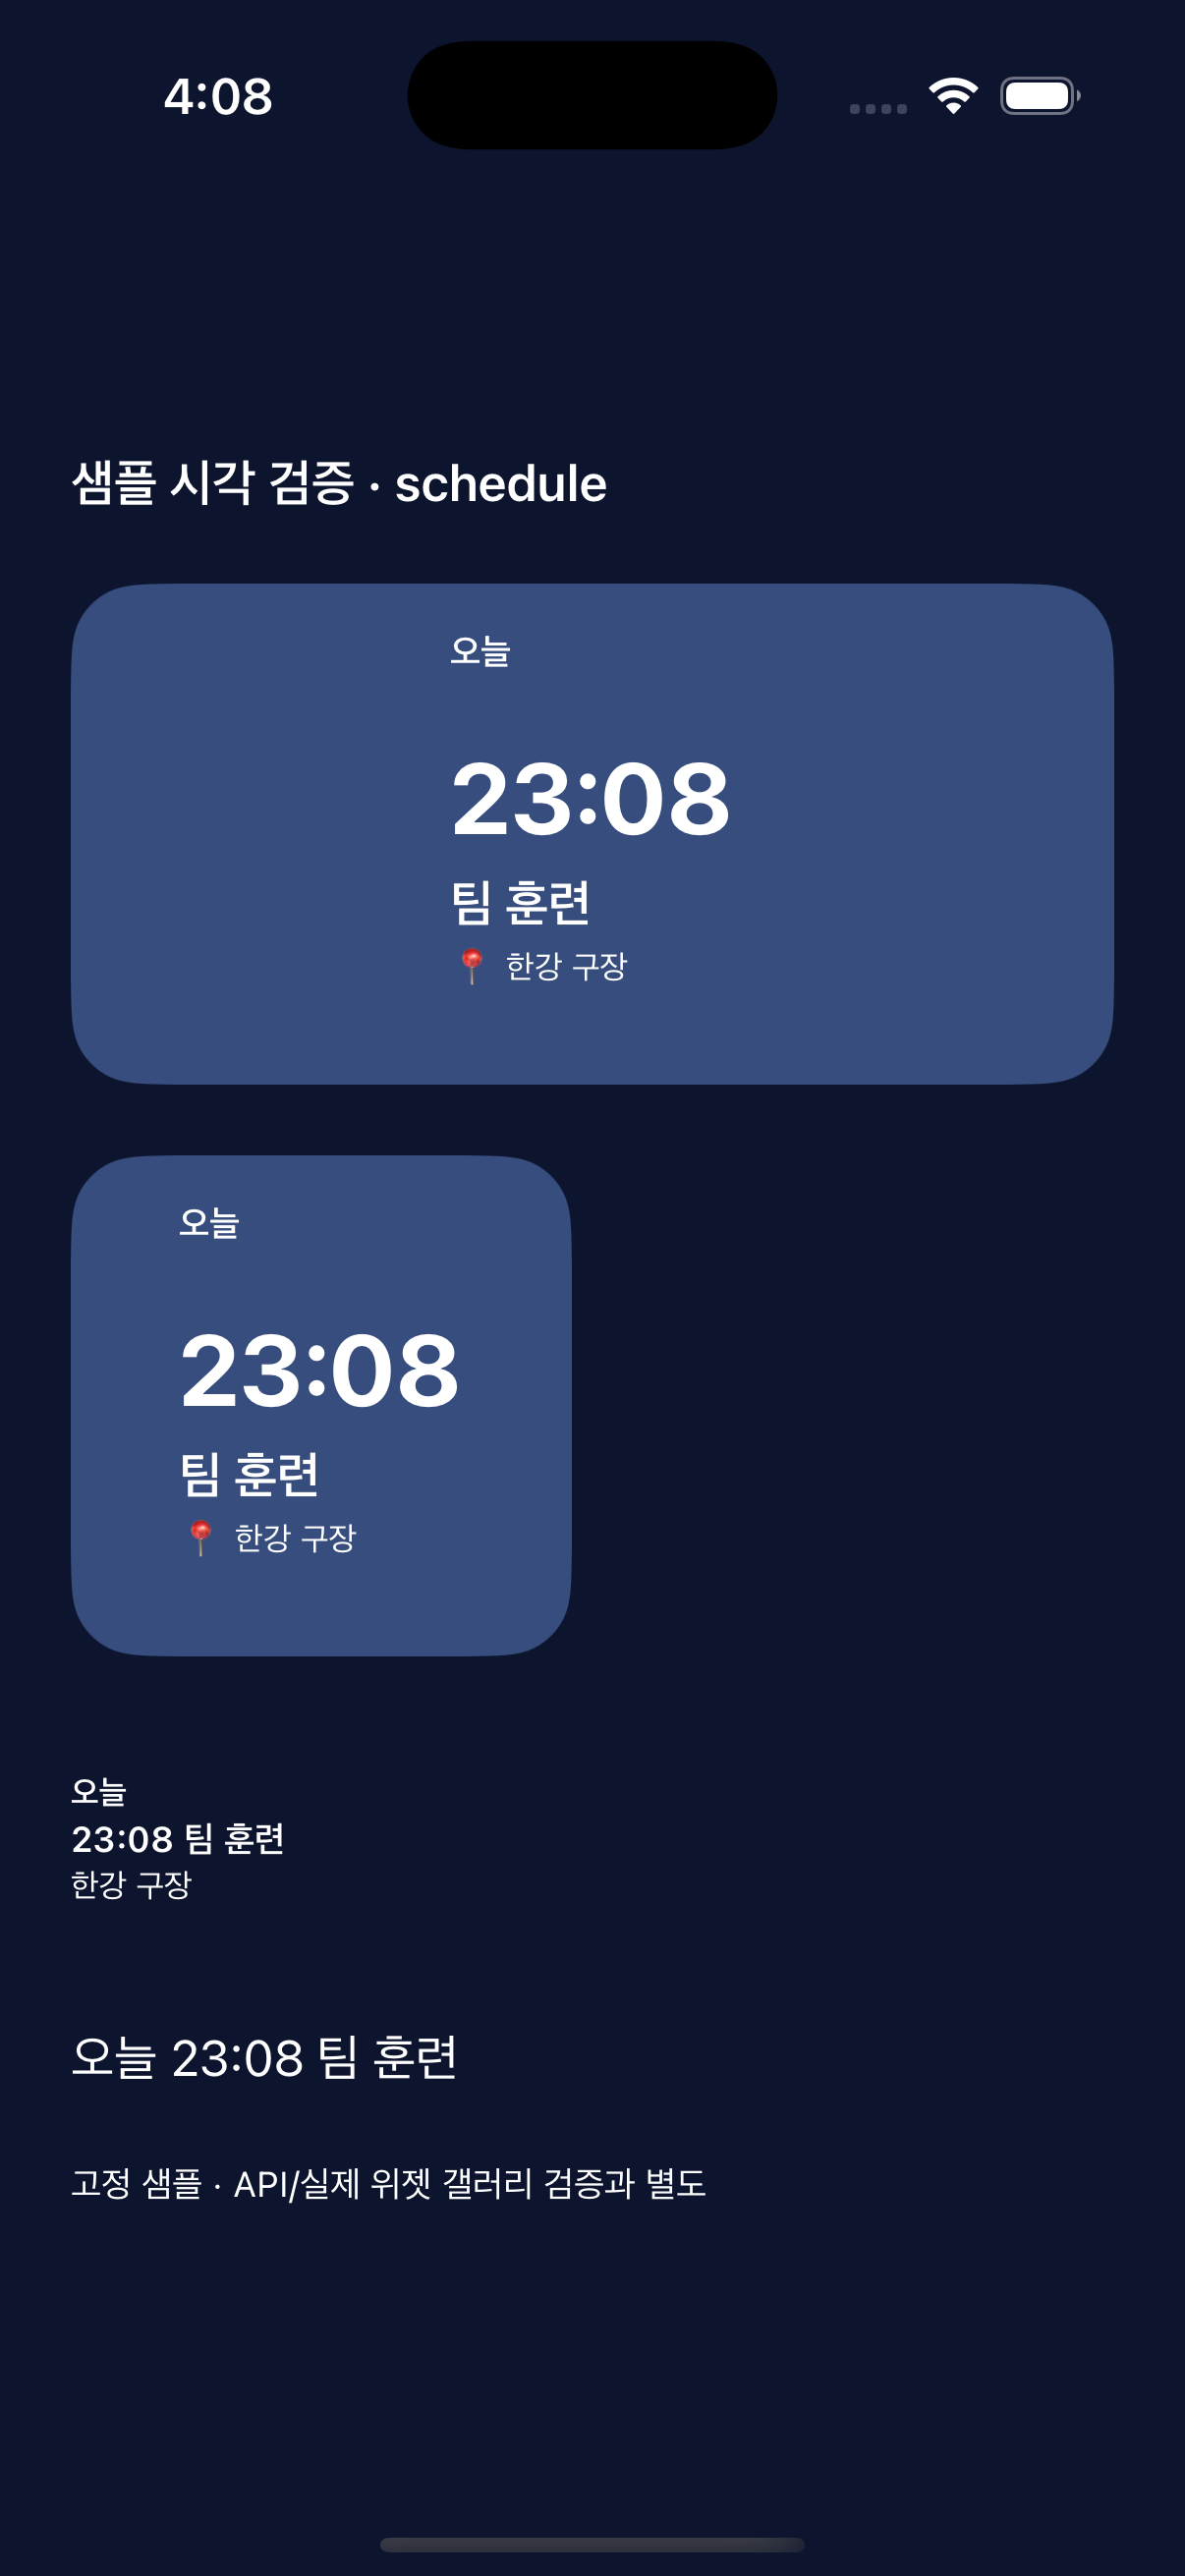 4:08
샘플 시각 검증 · schedule
오늘
23:08
팀 훈련
📍 한강 구장
오늘
23:08
팀 훈련
📍 한강 구장
오늘
23:08 팀 훈련
한강 구장
오늘 23:08 팀 훈련
고정 샘플 · API/실제 위젯 갤러리 검증과 별도